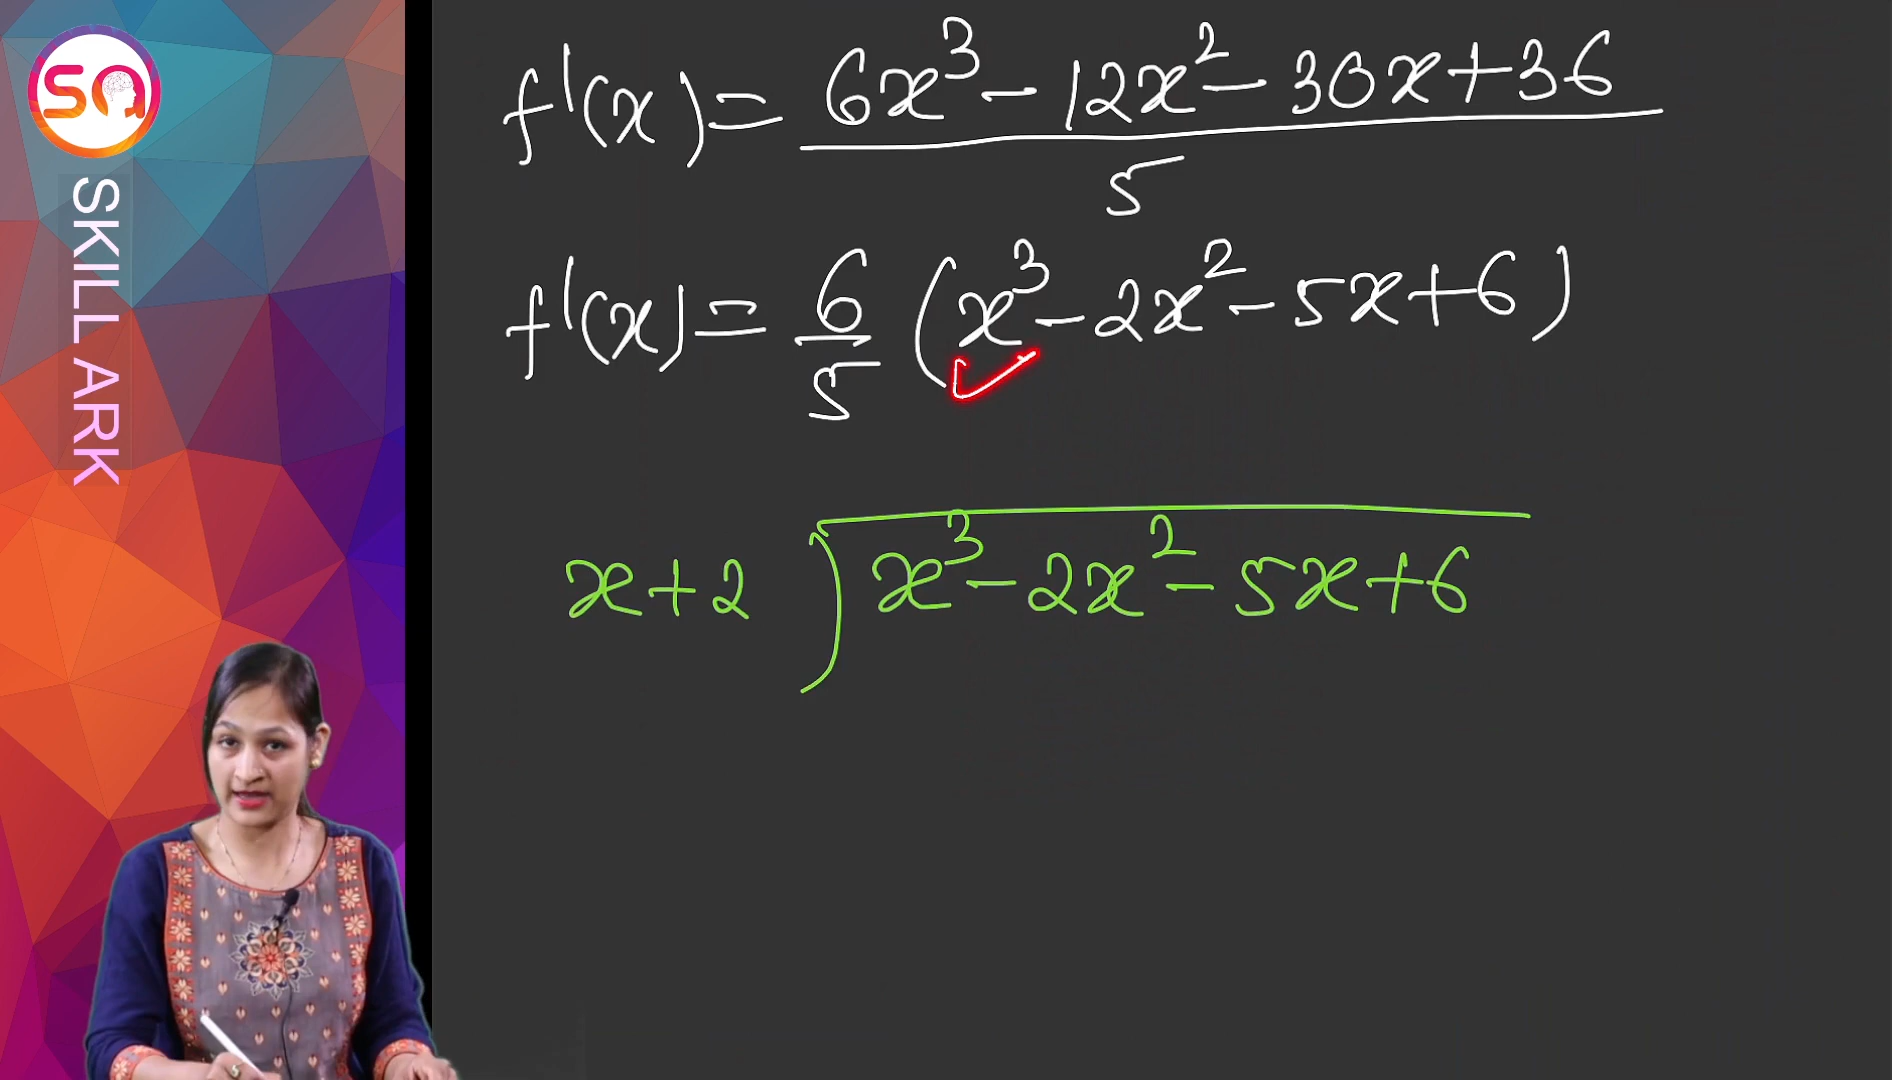 SA
SKILL ARK
f'(x) = 6x³ - 12x² - 30x + 36 / 5
f'(x) = 6/5 (x³ - 2x² - 5x + 6)
x + 2 ) x³ - 2x² - 5x + 6